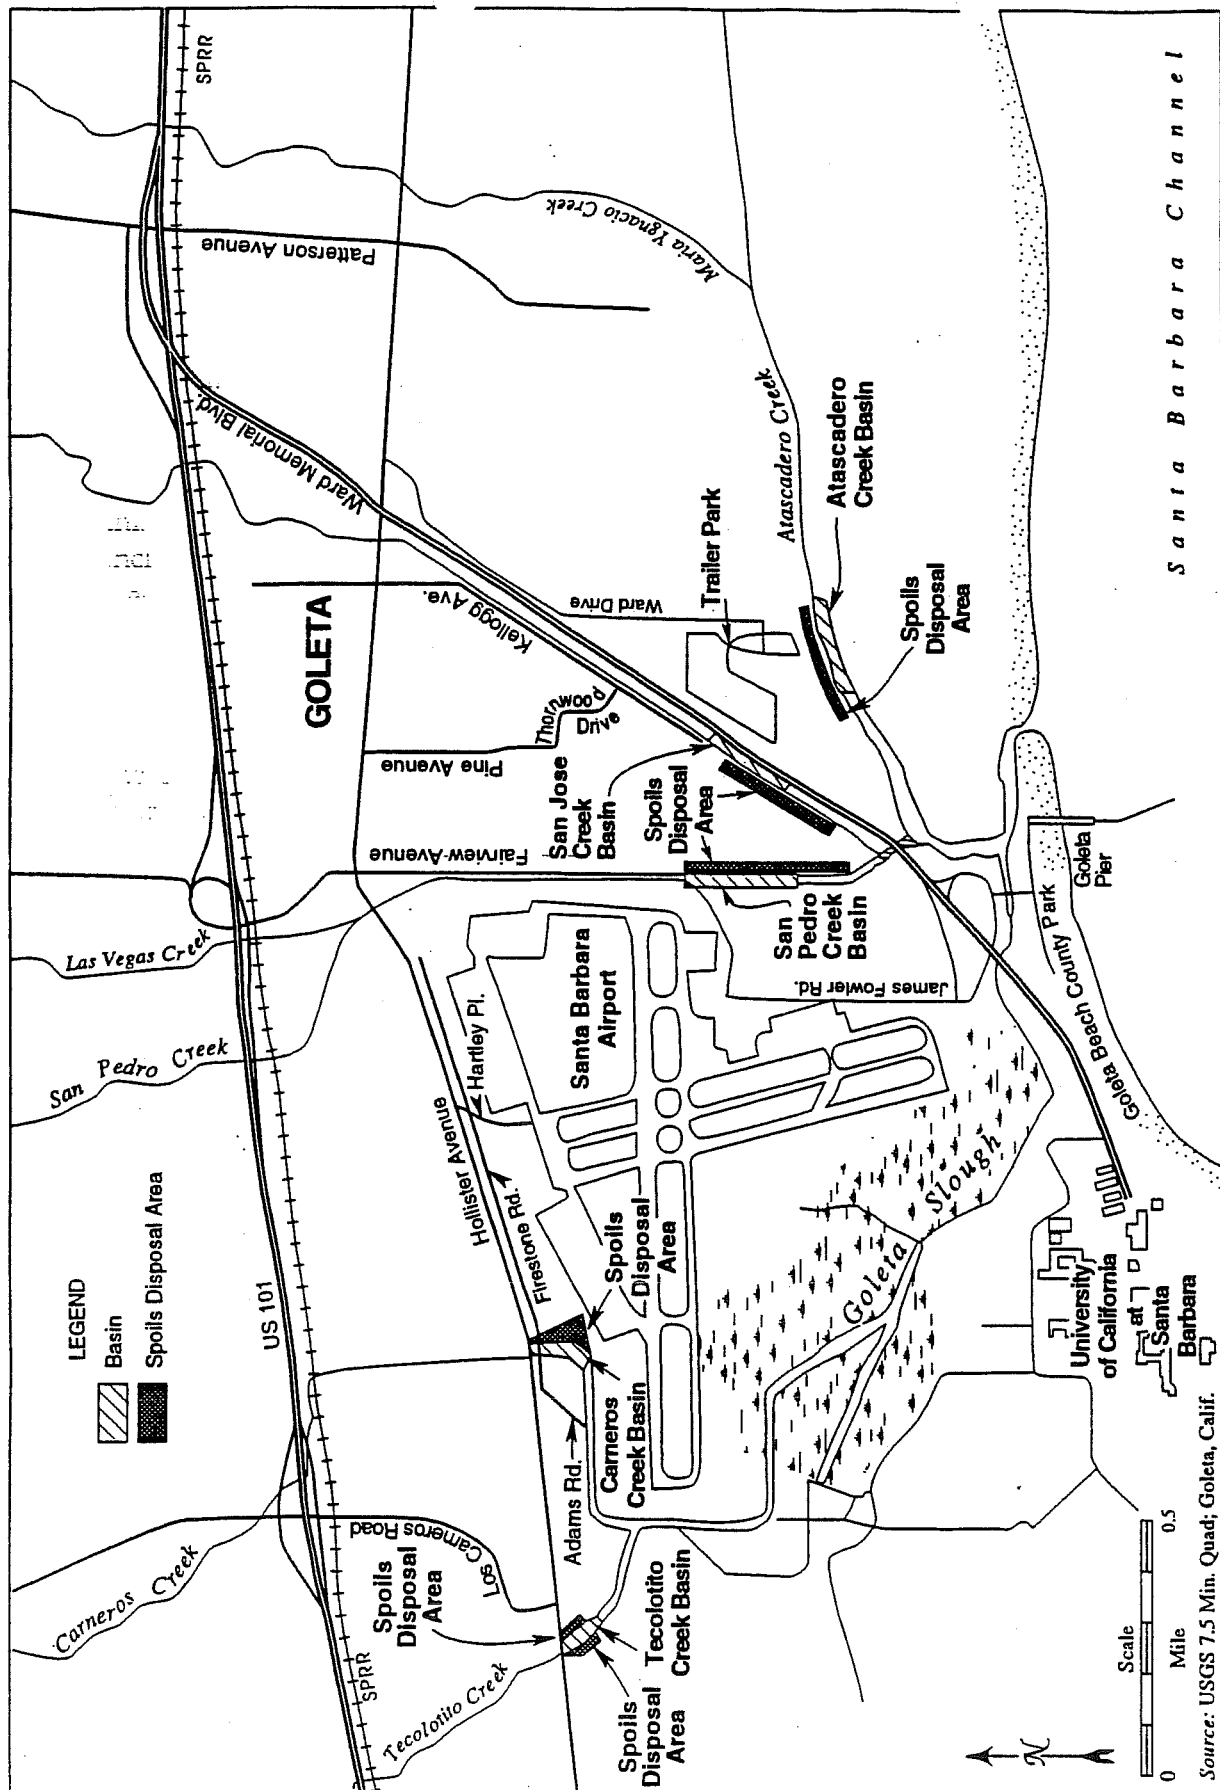 LEGEND
Basin
Spoils Disposal Area
SPRR
SPRR
US 101
Carneros Creek
Tecolotito Creek
San Pedro Creek
Las Vegas Creek
Los Carneros Road
Patterson Avenue
Ward Memorial Blvd.
Maria Ygnacio Creek
GOLETA
Hollister Avenue
Firestone Rd.
Hartley Pl.
Fairview Avenue
Pine Avenue
Thornwood
Drive
Kellogg Ave.
Ward Drive
Trailer Park
Atascadero Creek
Atascadero
Creek Basin
Spoils
Disposal
Area
San Jose
Creek
Basin
Spoils
Disposal
Area
San
Pedro
Creek
Basin
Santa Barbara
Airport
James Fowler Rd.
Spoils
Disposal
Area
Carneros
Creek Basin
Adams Rd.
Spoils
Disposal
Area
Tecolotito
Creek Basin
Spoils
Disposal
Area
Goleta Slough
Goleta Beach County Park
Goleta
Pier
University
of California
at
Santa
Barbara
Santa Barbara Channel
N
Scale
0 0.5
Mile
Source: USGS 7.5 Min. Quad; Goleta, Calif.